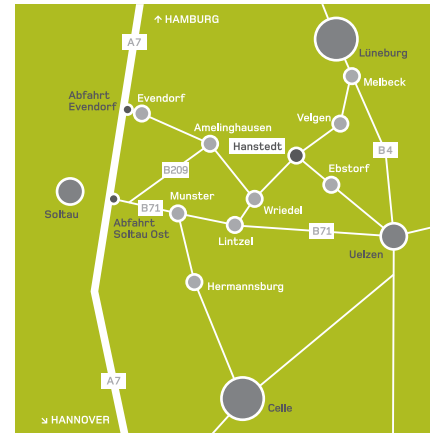 ↑ HAMBURG
A7
Lüneburg
Abfahrt
Evendorf
Evendorf
Melbeck
Velgen
Amelinghausen
Hanstedt
B4
B209
Ebstorf
Soltau
Munster
Wriedel
B71
Abfahrt
Soltau Ost
Lintzel
B71
Uelzen
Hermannsburg
A7
Celle
↘ HANNOVER